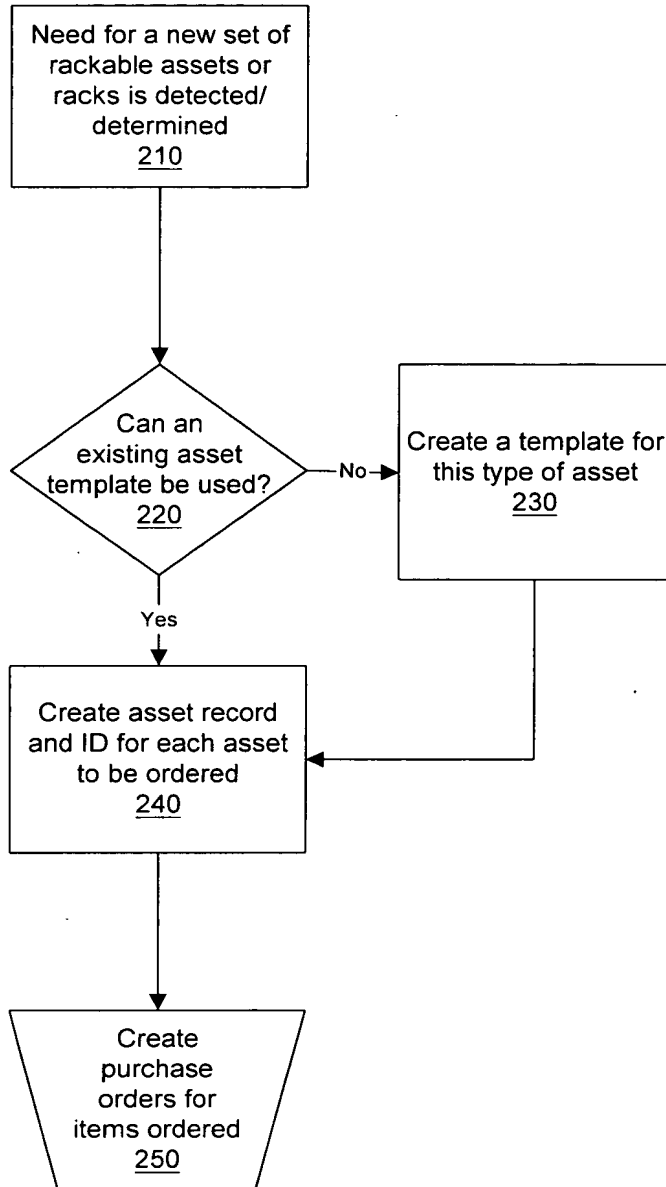 Need for a new set of
rackable assets or
racks is detected/
determined
210
Can an
existing asset
template be used?
220
No
Create a template for
this type of asset
230
Yes
Create asset record
and ID for each asset
to be ordered
240
Create
purchase
orders for
items ordered
250